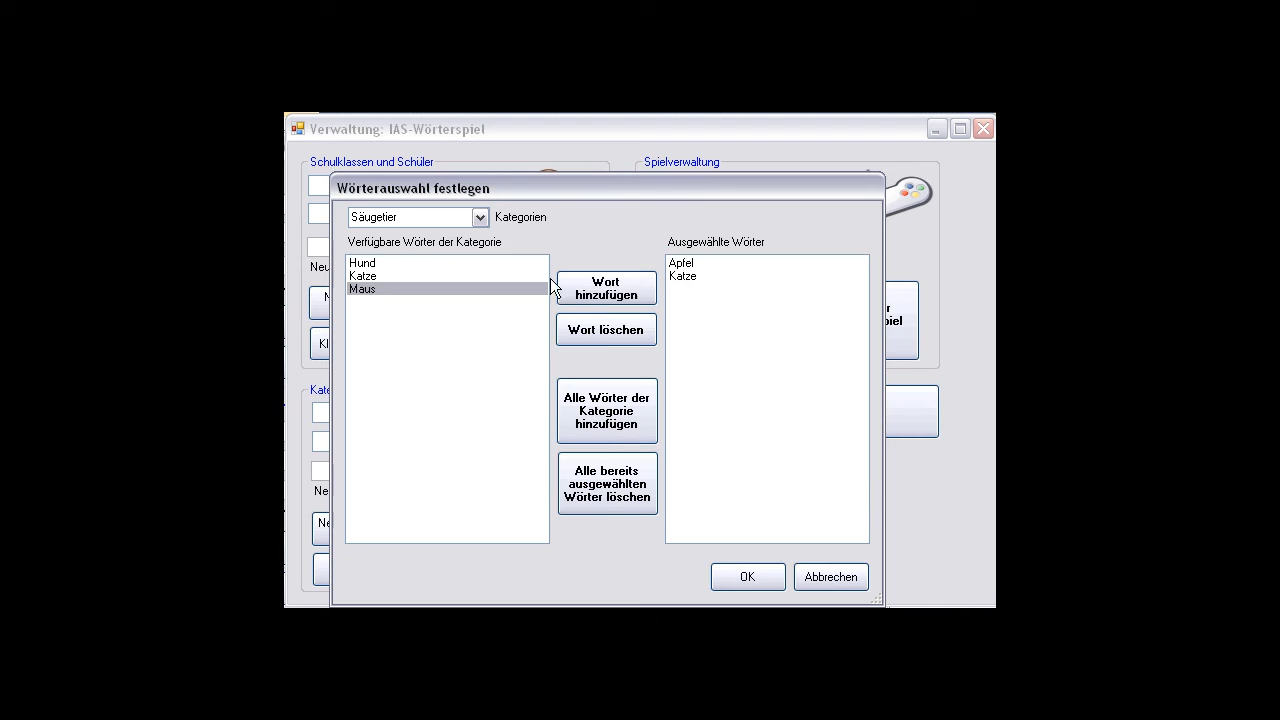 Verwaltung: IAS-Wörterspiel
Schulklassen und Schüler
Spielverwaltung
Wörterauswahl festlegen
Säugetier
Kategorien
Verfügbare Wörter der Kategorie
Ausgewählte Wörter
Hund
Katze
Maus
Apfel
Katze
Wort
hinzufügen
Wort löschen
Alle Wörter der
Kategorie
hinzufügen
Alle bereits
ausgewählten
Wörter löschen
OK
Abbrechen